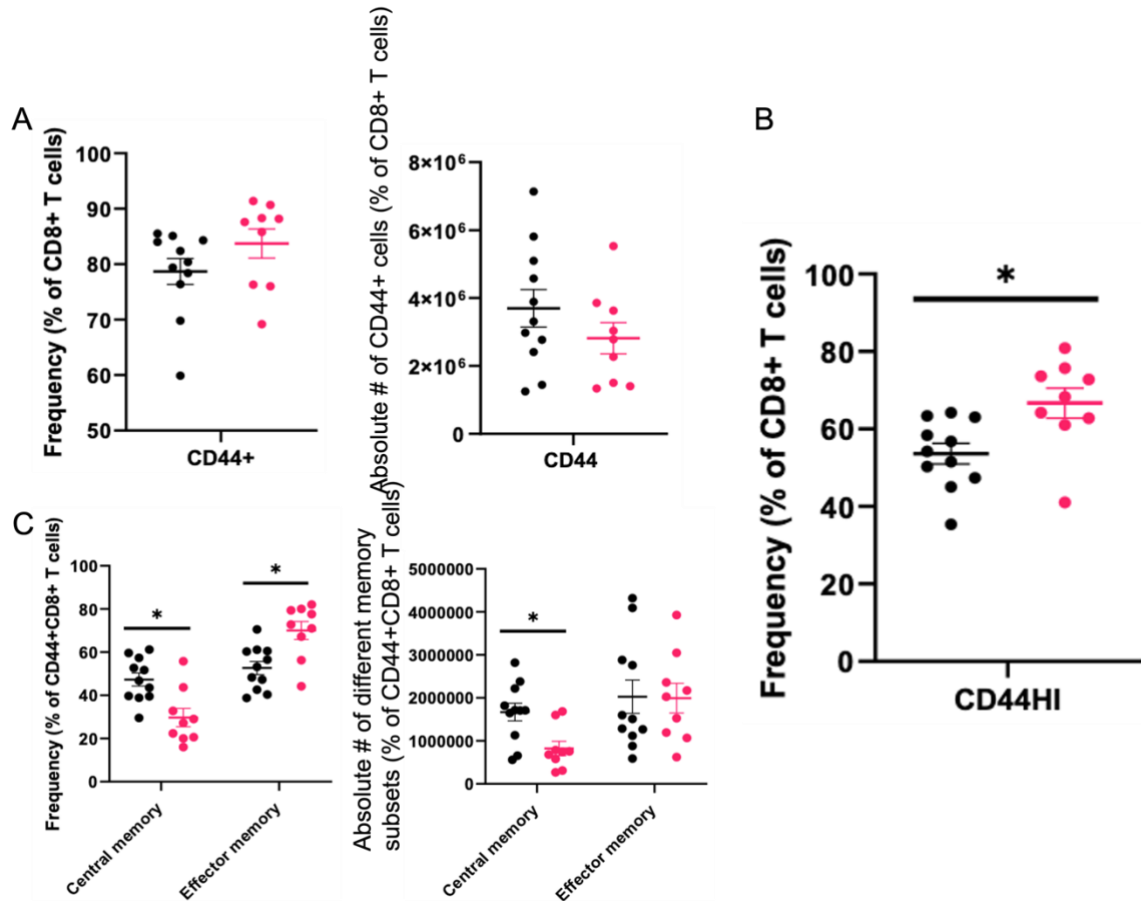 A
Frequency (% of CD8+ T cells)
100
90
80
70
60
50
CD44+
Absolute # of CD44+ cells (% of CD8+ T cells)
8×10⁶
6×10⁶
4×10⁶
2×10⁶
0
CD44
B
Frequency (% of CD8+ T cells)
100
80
60
40
20
0
*
CD44HI
C
Frequency (% of CD44+CD8+ T cells)
100
80
60
40
20
0
*
*
Central memory
Effector memory
Absolute # of different memory
subsets (% of CD44+CD8+ T cells)
5000000
4000000
3000000
2000000
1000000
0
*
Central memory
Effector memory